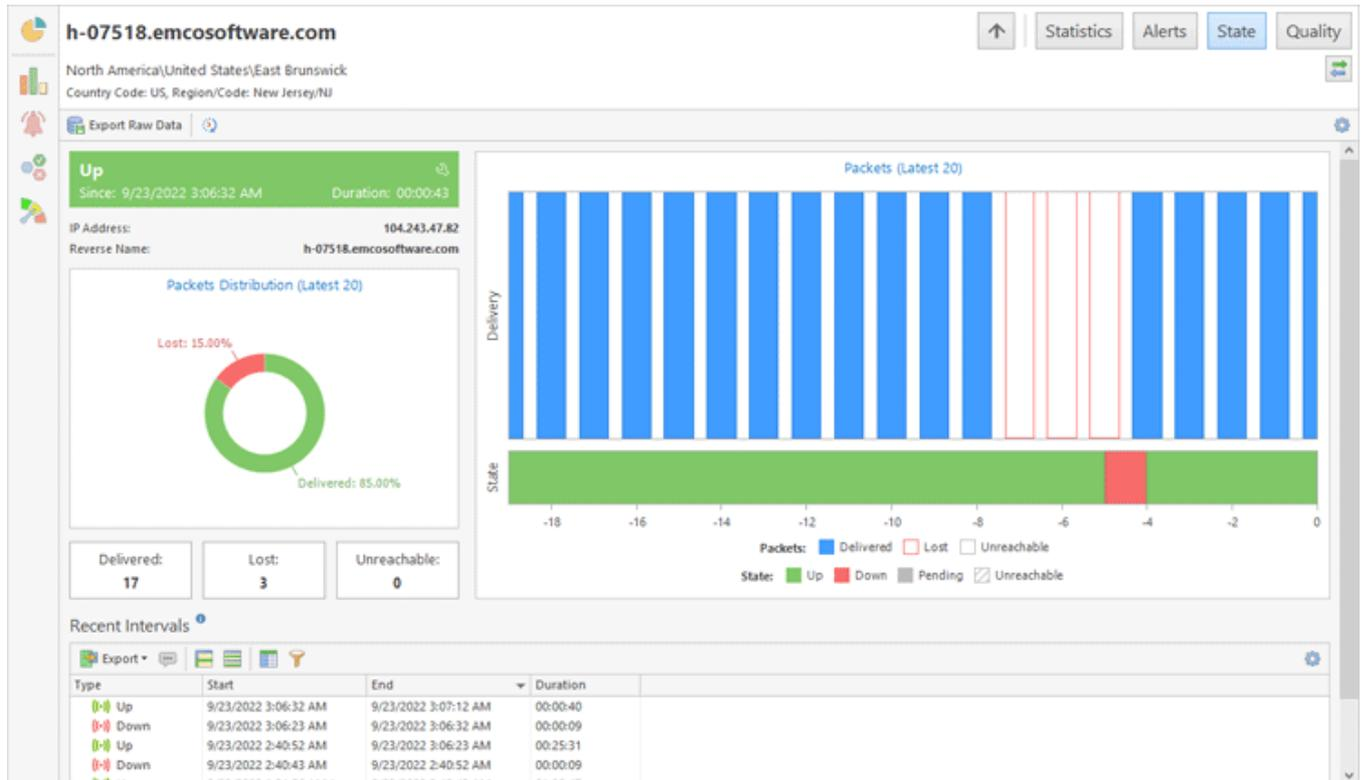 h-07518.emcosoftware.com
Statistics
Alerts
State
Quality
North America\United States\East Brunswick
Country Code: US, Region/Code: New Jersey/NJ
Export Raw Data
Up
Since: 9/23/2022 3:06:32 AM Duration: 00:00:43
IP Address: 104.243.47.82
Reverse Name: h-07518.emcosoftware.com
Packets Distribution (Latest 20)
Lost: 15.00%
Delivered: 85.00%
Delivered: Lost: Unreachable:
17 3 0
Packets (Latest 20)
Delivery
State
-18 -16 -14 -12 -10 -8 -6 -4 -2 0
Packets: Delivered Lost Unreachable
State: Up Down Pending Unreachable
Recent Intervals
Export
Type Start End Duration
Up 9/23/2022 3:06:32 AM 9/23/2022 3:07:12 AM 00:00:40
Down 9/23/2022 3:06:23 AM 9/23/2022 3:06:32 AM 00:00:09
Up 9/23/2022 2:40:52 AM 9/23/2022 3:06:23 AM 00:25:31
Down 9/23/2022 2:40:43 AM 9/23/2022 2:40:52 AM 00:00:09